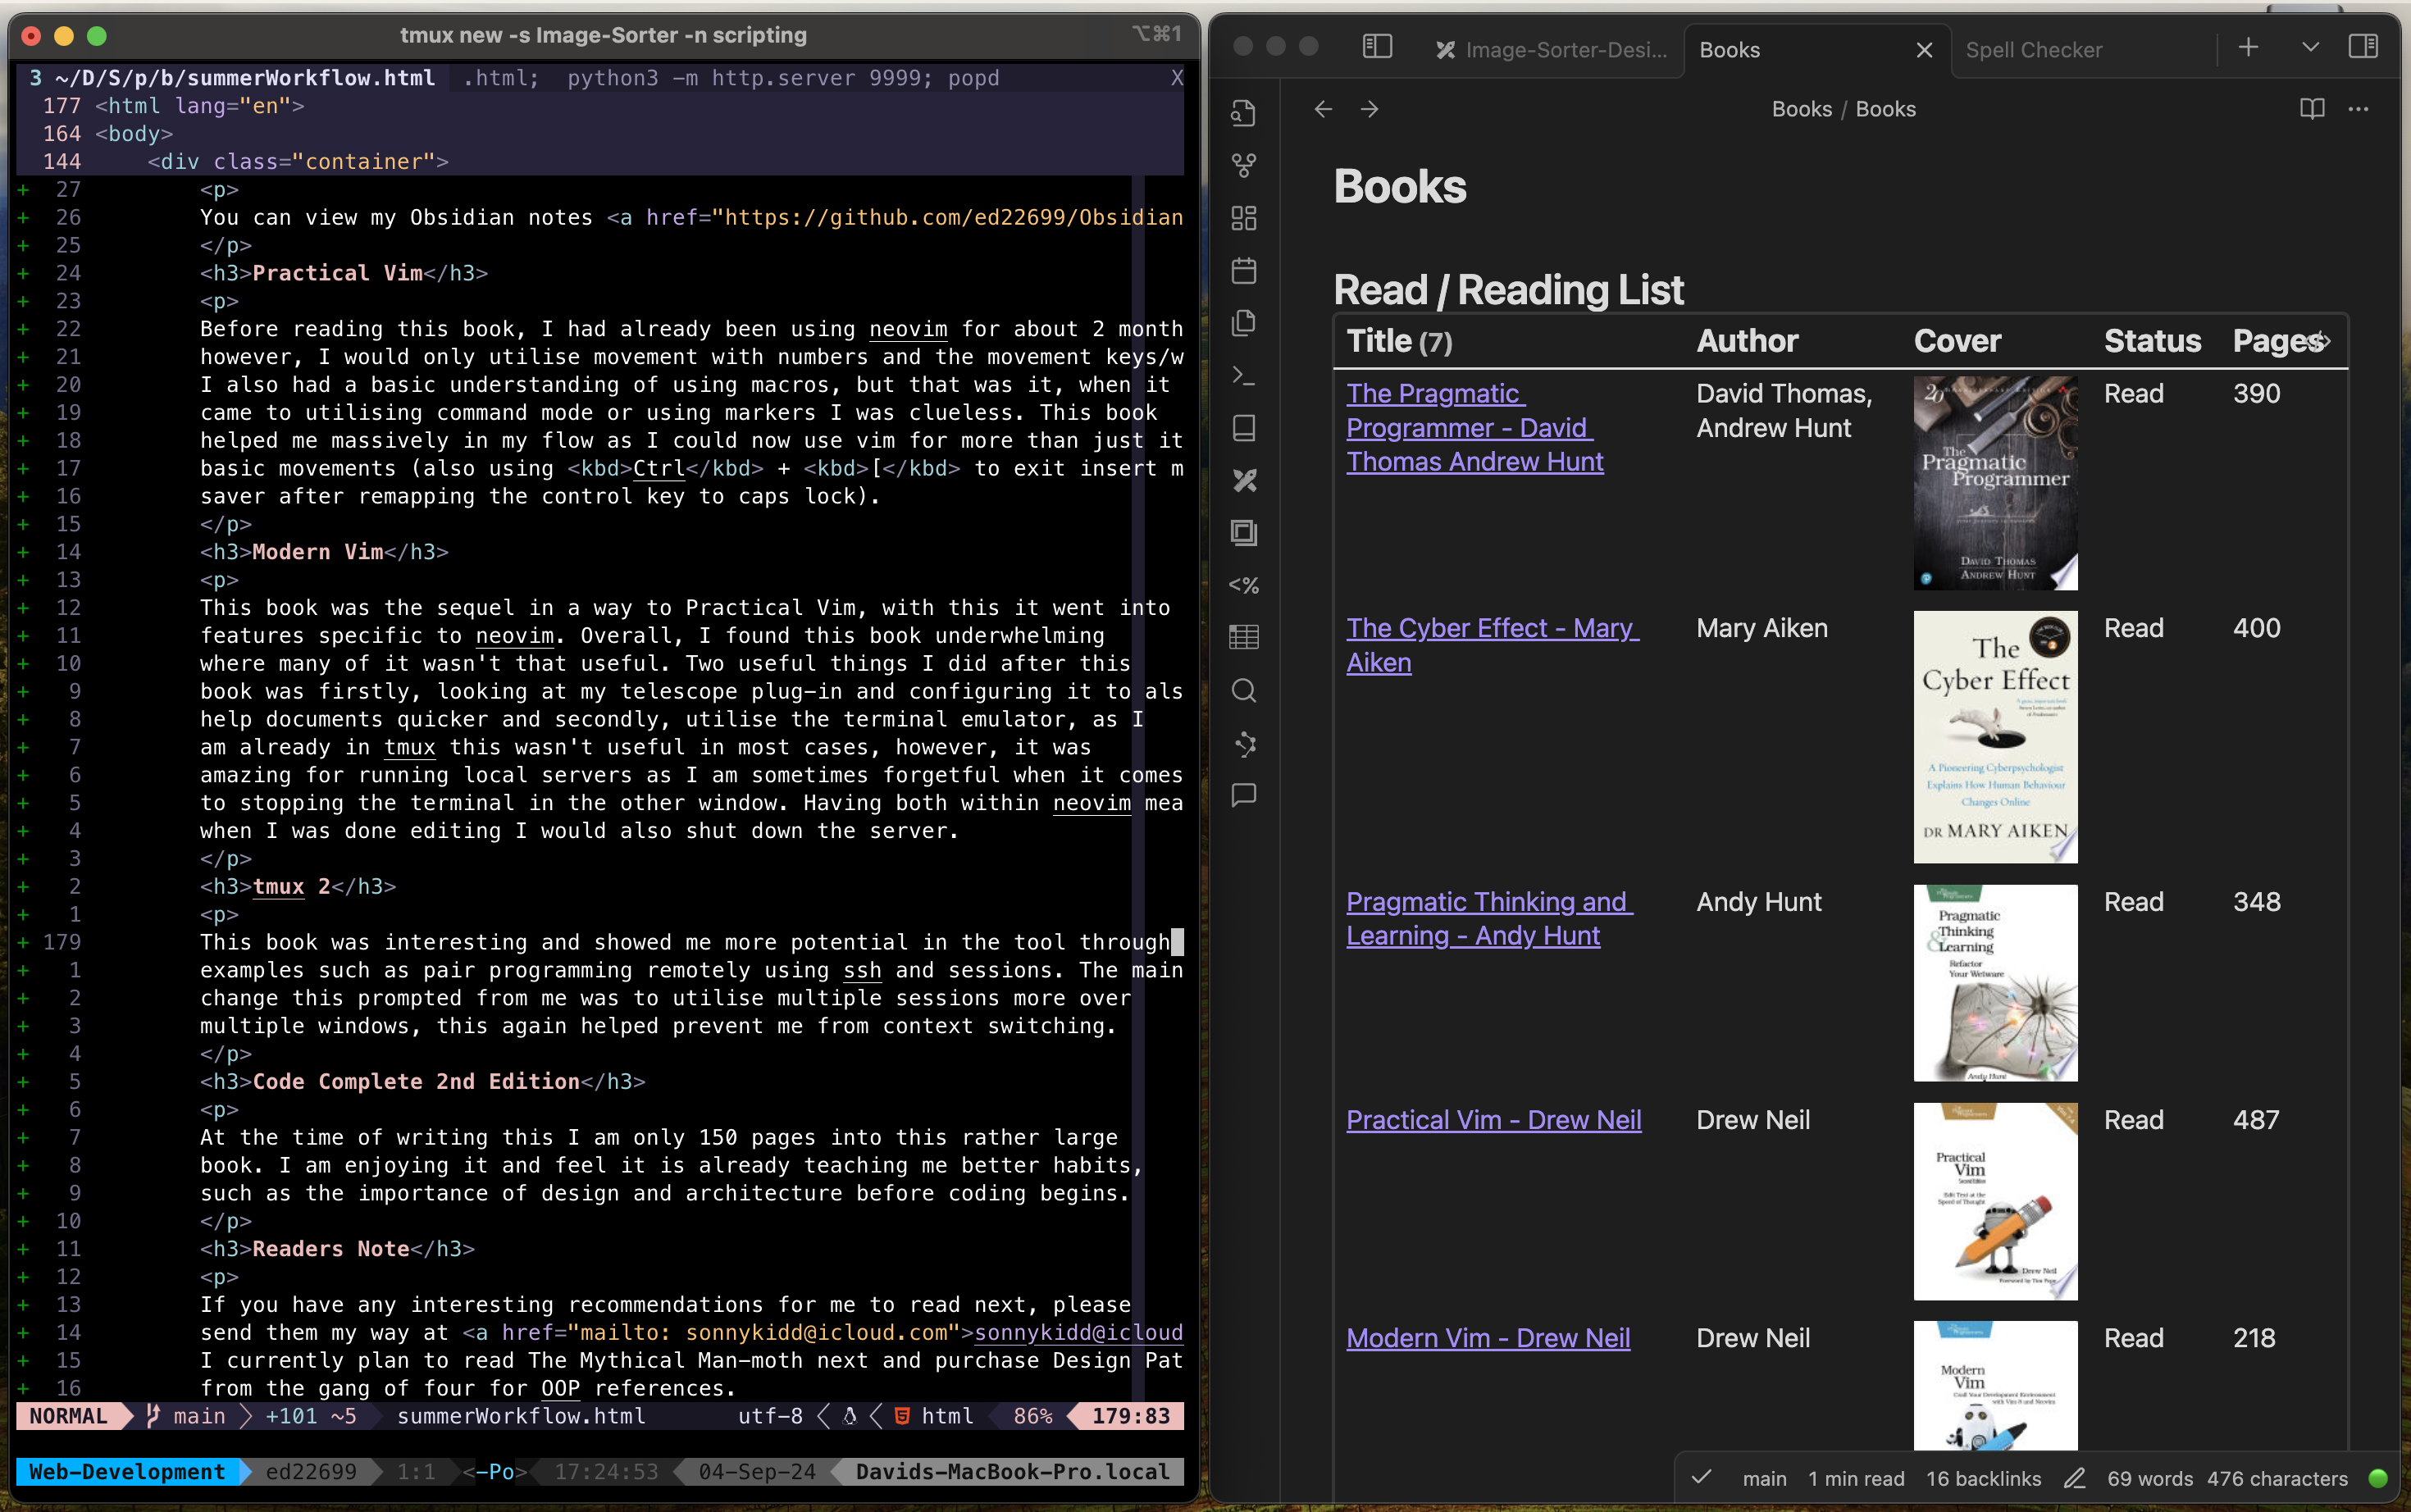 tmux new -s Image-Sorter -n scripting
⌥⌘1
3 ~/D/S/p/b/summerWorkflow.html .html; python3 -m http.server 9999; popd X
177 <html lang="en">
164 <body>
144 <div class="container">
+ 27 <p>
+ 26 You can view my Obsidian notes <a href="https://github.com/ed22699/Obsidian
+ 25 </p>
+ 24 <h3>Practical Vim</h3>
+ 23 <p>
+ 22 Before reading this book, I had already been using neovim for about 2 month
+ 21 however, I would only utilise movement with numbers and the movement keys/w
+ 20 I also had a basic understanding of using macros, but that was it, when it
+ 19 came to utilising command mode or using markers I was clueless. This book
+ 18 helped me massively in my flow as I could now use vim for more than just it
+ 17 basic movements (also using <kbd>Ctrl</kbd> + <kbd>[</kbd> to exit insert m
+ 16 saver after remapping the control key to caps lock).
+ 15 </p>
+ 14 <h3>Modern Vim</h3>
+ 13 <p>
+ 12 This book was the sequel in a way to Practical Vim, with this it went into
+ 11 features specific to neovim. Overall, I found this book underwhelming
+ 10 where many of it wasn't that useful. Two useful things I did after this
+ 9 book was firstly, looking at my telescope plug-in and configuring it to als
+ 8 help documents quicker and secondly, utilise the terminal emulator, as I
+ 7 am already in tmux this wasn't useful in most cases, however, it was
+ 6 amazing for running local servers as I am sometimes forgetful when it comes
+ 5 to stopping the terminal in the other window. Having both within neovim mea
+ 4 when I was done editing I would also shut down the server.
+ 3 </p>
+ 2 <h3>tmux 2</h3>
+ 1 <p>
+ 179 This book was interesting and showed me more potential in the tool through
+ 1 examples such as pair programming remotely using ssh and sessions. The main
+ 2 change this prompted from me was to utilise multiple sessions more over
+ 3 multiple windows, this again helped prevent me from context switching.
+ 4 </p>
+ 5 <h3>Code Complete 2nd Edition</h3>
+ 6 <p>
+ 7 At the time of writing this I am only 150 pages into this rather large
+ 8 book. I am enjoying it and feel it is already teaching me better habits,
+ 9 such as the importance of design and architecture before coding begins.
+ 10 </p>
+ 11 <h3>Readers Note</h3>
+ 12 <p>
+ 13 If you have any interesting recommendations for me to read next, please
+ 14 send them my way at <a href="mailto: sonnykidd@icloud.com">sonnykidd@icloud
+ 15 I currently plan to read The Mythical Man-moth next and purchase Design Pat
+ 16 from the gang of four for OOP references.
NORMAL main +101 ~5 summerWorkflow.html utf-8 html 86% 179:83
Web-Development ed22699 1:1 <-Po> 17:24:53 04-Sep-24 Davids-MacBook-Pro.local
Image-Sorter-Desi... Books Spell Checker
Books / Books
<%
Books
Read / Reading List
Title (7) Author Cover Status Pages
The Pragmatic
Programmer - David
Thomas Andrew Hunt
David Thomas,
Andrew Hunt
20
The
Pragmatic
Programmer
DAVID THOMAS
ANDREW HUNT
Read
390
The Cyber Effect - Mary
Aiken
Mary Aiken
The
Cyber Effect
A Pioneering Cyberpsychologist
Explains How Human Behaviour
Changes Online
DR MARY AIKEN
Read
400
Pragmatic Thinking and
Learning - Andy Hunt
Andy Hunt
Pragmatic
Thinking
& Learning
Refactor
Your Wetware
Andy Hunt
Read
348
Practical Vim - Drew Neil
Drew Neil
Practical
Vim
Second Edition
Edit Text at the
Speed of Thought
Drew Neil
Foreword by Tim Pope
Read
487
Modern Vim - Drew Neil
Drew Neil
Modern
Vim
Craft Your Development Environment
with Vim 8 and Neovim
Read
218
main 1 min read 16 backlinks 69 words 476 characters